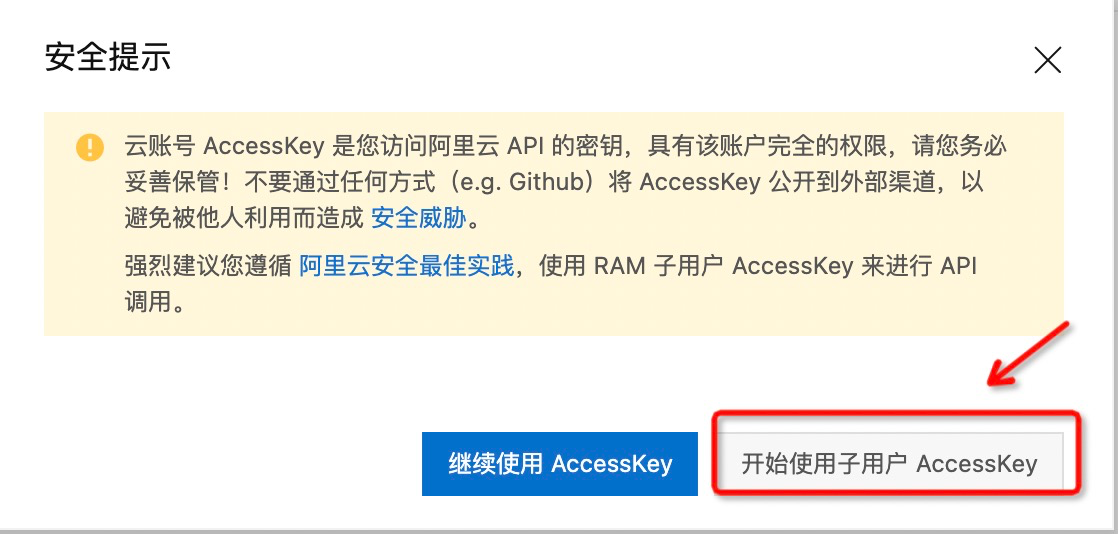 安全提示
云账号 AccessKey 是您访问阿里云 API 的密钥，具有该账户完全的权限，请您务必
妥善保管！不要通过任何方式（e.g. Github）将 AccessKey 公开到外部渠道，以
避免被他人利用而造成 安全威胁。
强烈建议您遵循 阿里云安全最佳实践，使用 RAM 子用户 AccessKey 来进行 API
调用。
继续使用 AccessKey
开始使用子用户 AccessKey